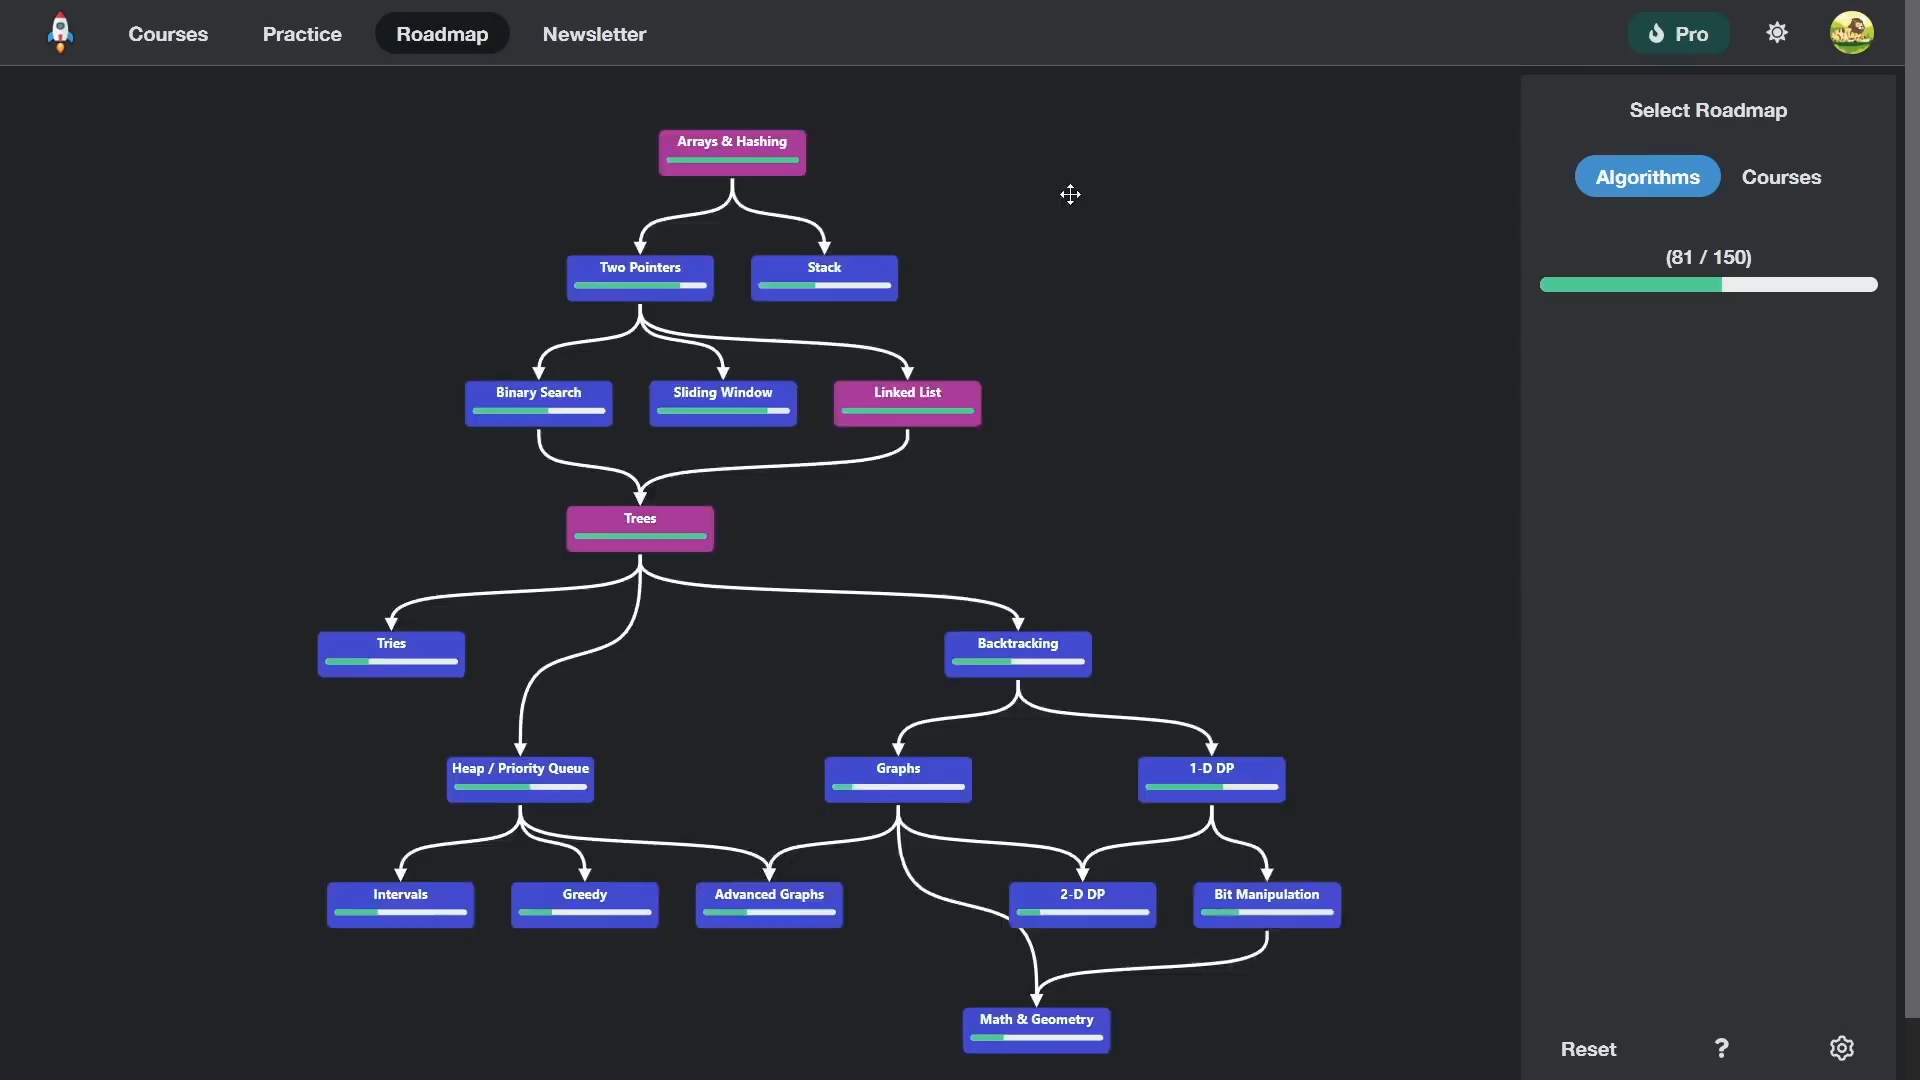 Courses
Practice
Roadmap
Newsletter
Pro
Select Roadmap
Algorithms
Courses
(81 / 150)
Arrays & Hashing
Two Pointers
Stack
Binary Search
Sliding Window
Linked List
Trees
Tries
Backtracking
Heap / Priority Queue
Graphs
1-D DP
Intervals
Greedy
Advanced Graphs
2-D DP
Bit Manipulation
Math & Geometry
Reset
?